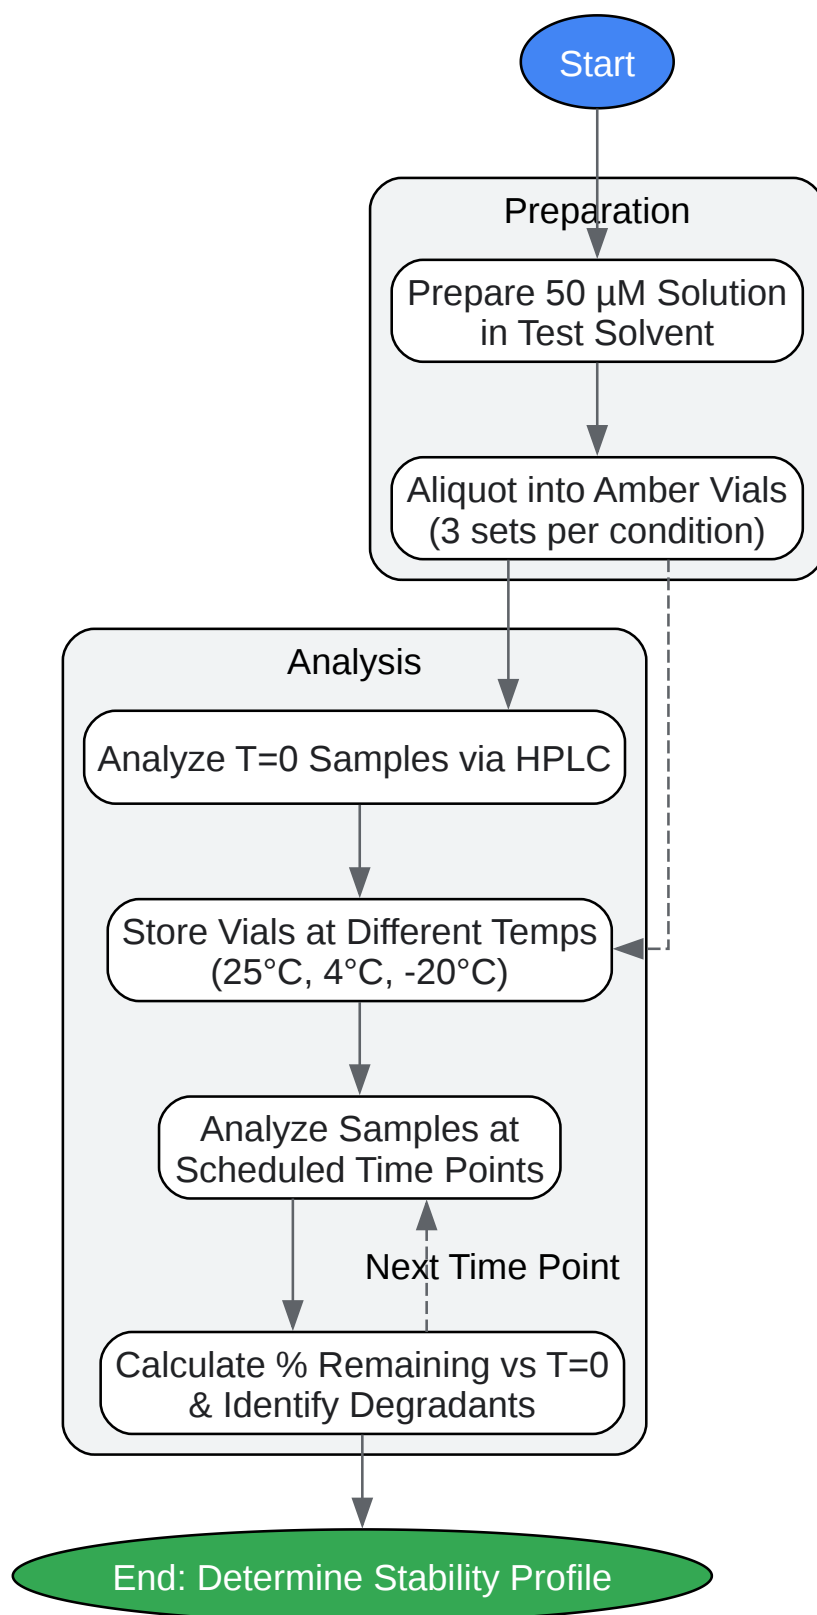 Start
Preparation
Prepare 50 µM Solution
in Test Solvent
Aliquot into Amber Vials
(3 sets per condition)
Analysis
Analyze T=0 Samples via HPLC
Store Vials at Different Temps
(25°C, 4°C, -20°C)
Analyze Samples at
Scheduled Time Points
Next Time Point
Calculate % Remaining vs T=0
& Identify Degradants
End: Determine Stability Profile